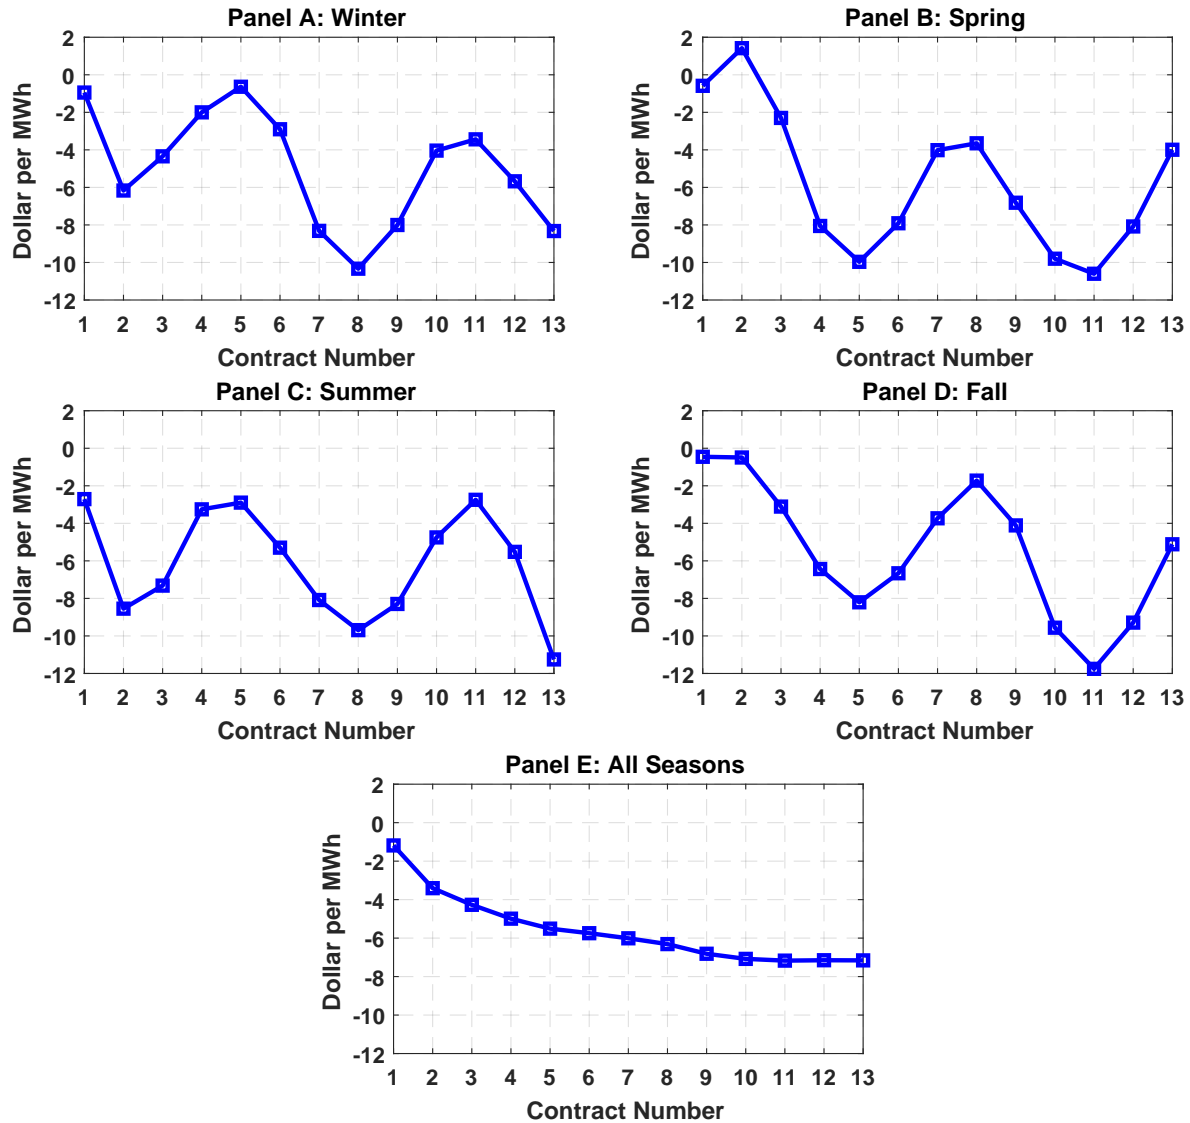 Panel A: Winter
Dollar per MWh
2
0
-2
-4
-6
-8
-10
-12
1 2 3 4 5 6 7 8 9 10 11 12 13
Contract Number
Panel B: Spring
Dollar per MWh
2
0
-2
-4
-6
-8
-10
-12
1 2 3 4 5 6 7 8 9 10 11 12 13
Contract Number
Panel C: Summer
Dollar per MWh
2
0
-2
-4
-6
-8
-10
-12
1 2 3 4 5 6 7 8 9 10 11 12 13
Contract Number
Panel D: Fall
Dollar per MWh
2
0
-2
-4
-6
-8
-10
-12
1 2 3 4 5 6 7 8 9 10 11 12 13
Contract Number
Panel E: All Seasons
Dollar per MWh
2
0
-2
-4
-6
-8
-10
-12
1 2 3 4 5 6 7 8 9 10 11 12 13
Contract Number